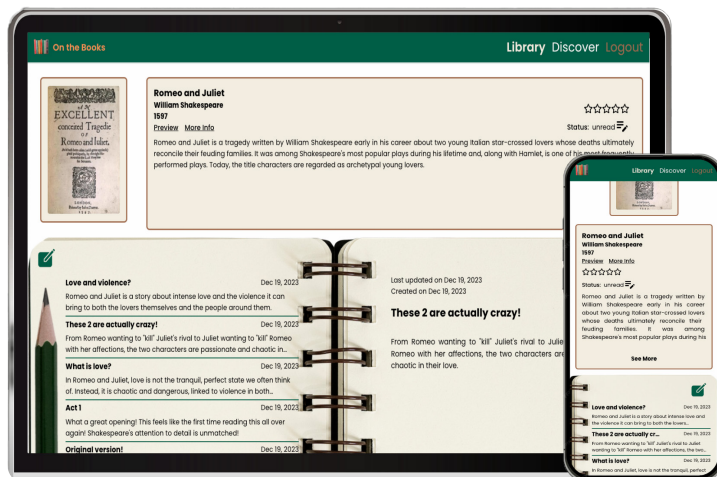 On the Books
Library Discover Logout
EXCELLENT
conceited Tragedie
OF
Romeo and Iuliet,
Romeo and Juliet
William Shakespeare
1597
Preview More Info
Status: unread
Romeo and Juliet is a tragedy written by William Shakespeare early in his career about two young Italian star-crossed lovers whose deaths ultimately
reconcile their feuding families. It was among Shakespeare's most popular plays during his lifetime and, along with Hamlet, is one of his most frequently
performed plays. Today, the title characters are regarded as archetypal young lovers.
Love and violence? Dec 19, 2023
Romeo and Juliet is a story about intense love and the violence it can
bring to both the lovers themselves and the people around them.
These 2 are actually crazy! Dec 19, 2023
From Romeo wanting to "kill" Juliet's rival to Juliet wanting to "kill" Romeo
with her affections, the two characters are passionate and chaotic in...
What is love? Dec 19, 2023
In Romeo and Juliet, love is not the tranquil, perfect state we often think
of. Instead, it is chaotic and dangerous, linked to violence in both...
Act 1 Dec 19, 2023
What a great opening! This feels like the first time reading this all over
again! Shakespeare's attention to detail is unmatched!
Original version! Dec 19, 2023
Last updated on Dec 19, 2023
Created on Dec 19, 2023
These 2 are actually crazy!
From Romeo wanting to "kill" Juliet's rival to Julie
Romeo with her affections, the two characters are
chaotic in their love.
Library Discover Logout
Romeo and Juliet
William Shakespeare
1597
Preview More Info
Status: unread
Romeo and Juliet is a tragedy written by
William Shakespeare early in his career
about two young Italian star-crossed lovers
whose deaths ultimately reconcile their
feuding families. It was among
Shakespeare's most popular plays during his
See More
Love and violence? Dec 19, 2023
Romeo and Juliet is a story about intense love and
the violence it can bring to both the lovers...
These 2 are actually cr... Dec 19, 2023
From Romeo wanting to "kill" Juliet's rival to Juliet
wanting to "kill" Romeo with her affections, the two...
What is love? Dec 19, 2023
In Romeo and Juliet, love is not the tranquil, perfect